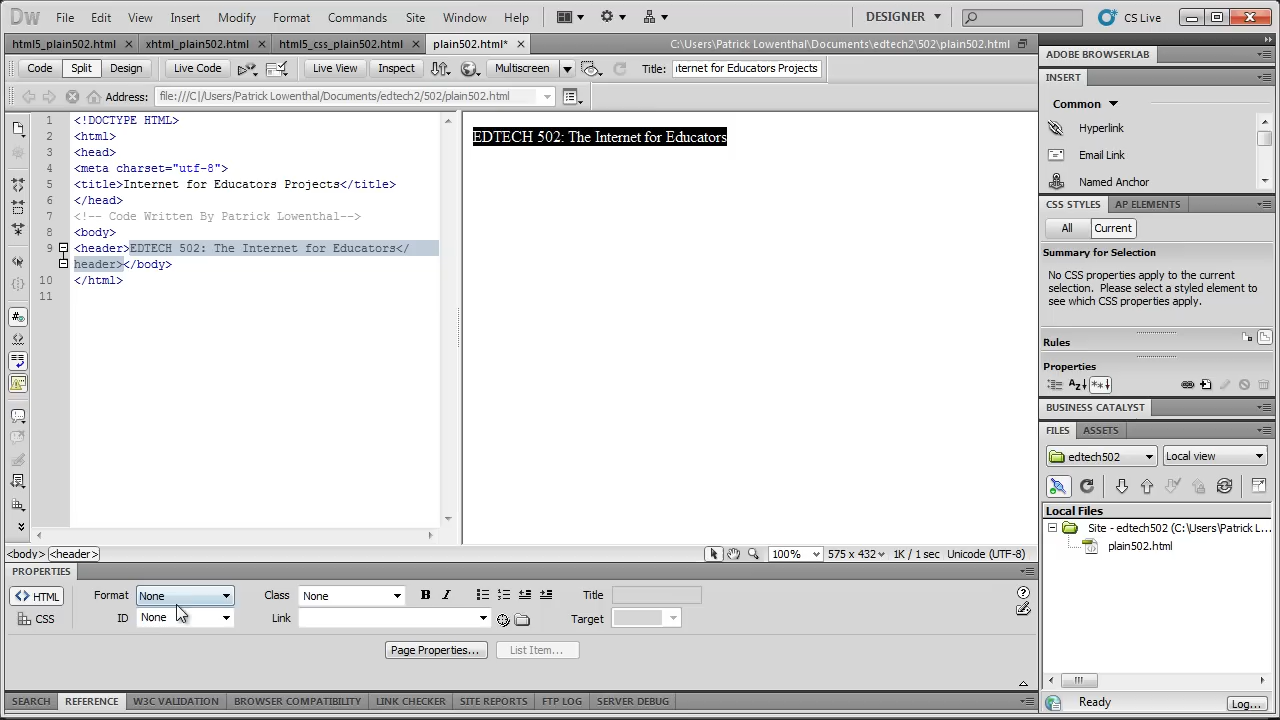 Dw File Edit View Insert Modify Format Commands Site Window Help DESIGNER CS Live
html5_plain502.html xhtml_plain502.html html5_css_plain502.html plain502.html* C:\Users\Patrick Lowenthal\Documents\edtech2\502\plain502.html
Code Split Design Live Code Live View Inspect Multiscreen Title: ternet for Educators Projects
Address: file:///C|/Users/Patrick Lowenthal/Documents/edtech2/502/plain502.html
1 <!DOCTYPE HTML>
2 <html>
3 <head>
4 <meta charset="utf-8">
5 <title>Internet for Educators Projects</title>
6 </head>
7 <!-- Code Written By Patrick Lowenthal-->
8 <body>
9 <header>EDTECH 502: The Internet for Educators</
header></body>
10 </html>
11
EDTECH 502: The Internet for Educators
<body> <header> 100% 575 x 432 1K / 1 sec Unicode (UTF-8)
PROPERTIES
<> HTML Format None Class None B I Title
CSS ID None Link Target
Page Properties... List Item...
SEARCH REFERENCE W3C VALIDATION BROWSER COMPATIBILITY LINK CHECKER SITE REPORTS FTP LOG SERVER DEBUG
ADOBE BROWSERLAB
INSERT
Common
Hyperlink
Email Link
Named Anchor
CSS STYLES AP ELEMENTS
All Current
Summary for Selection
No CSS properties apply to the current
selection. Please select a styled element to
see which CSS properties apply.
Rules
Properties
BUSINESS CATALYST
FILES ASSETS
edtech502 Local view
Local Files
Site - edtech502 (C:\Users\Patrick L...
plain502.html
Ready Log...